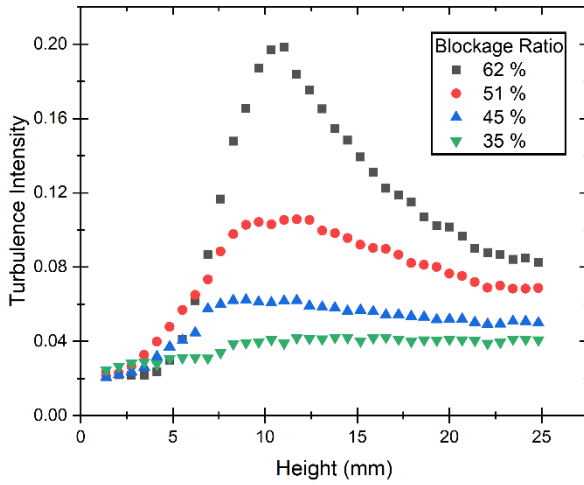 0.20
0.16
0.12
0.08
0.04
0.00
Turbulence Intensity
Blockage Ratio
62 %
51 %
45 %
35 %
0 5 10 15 20 25
Height (mm)